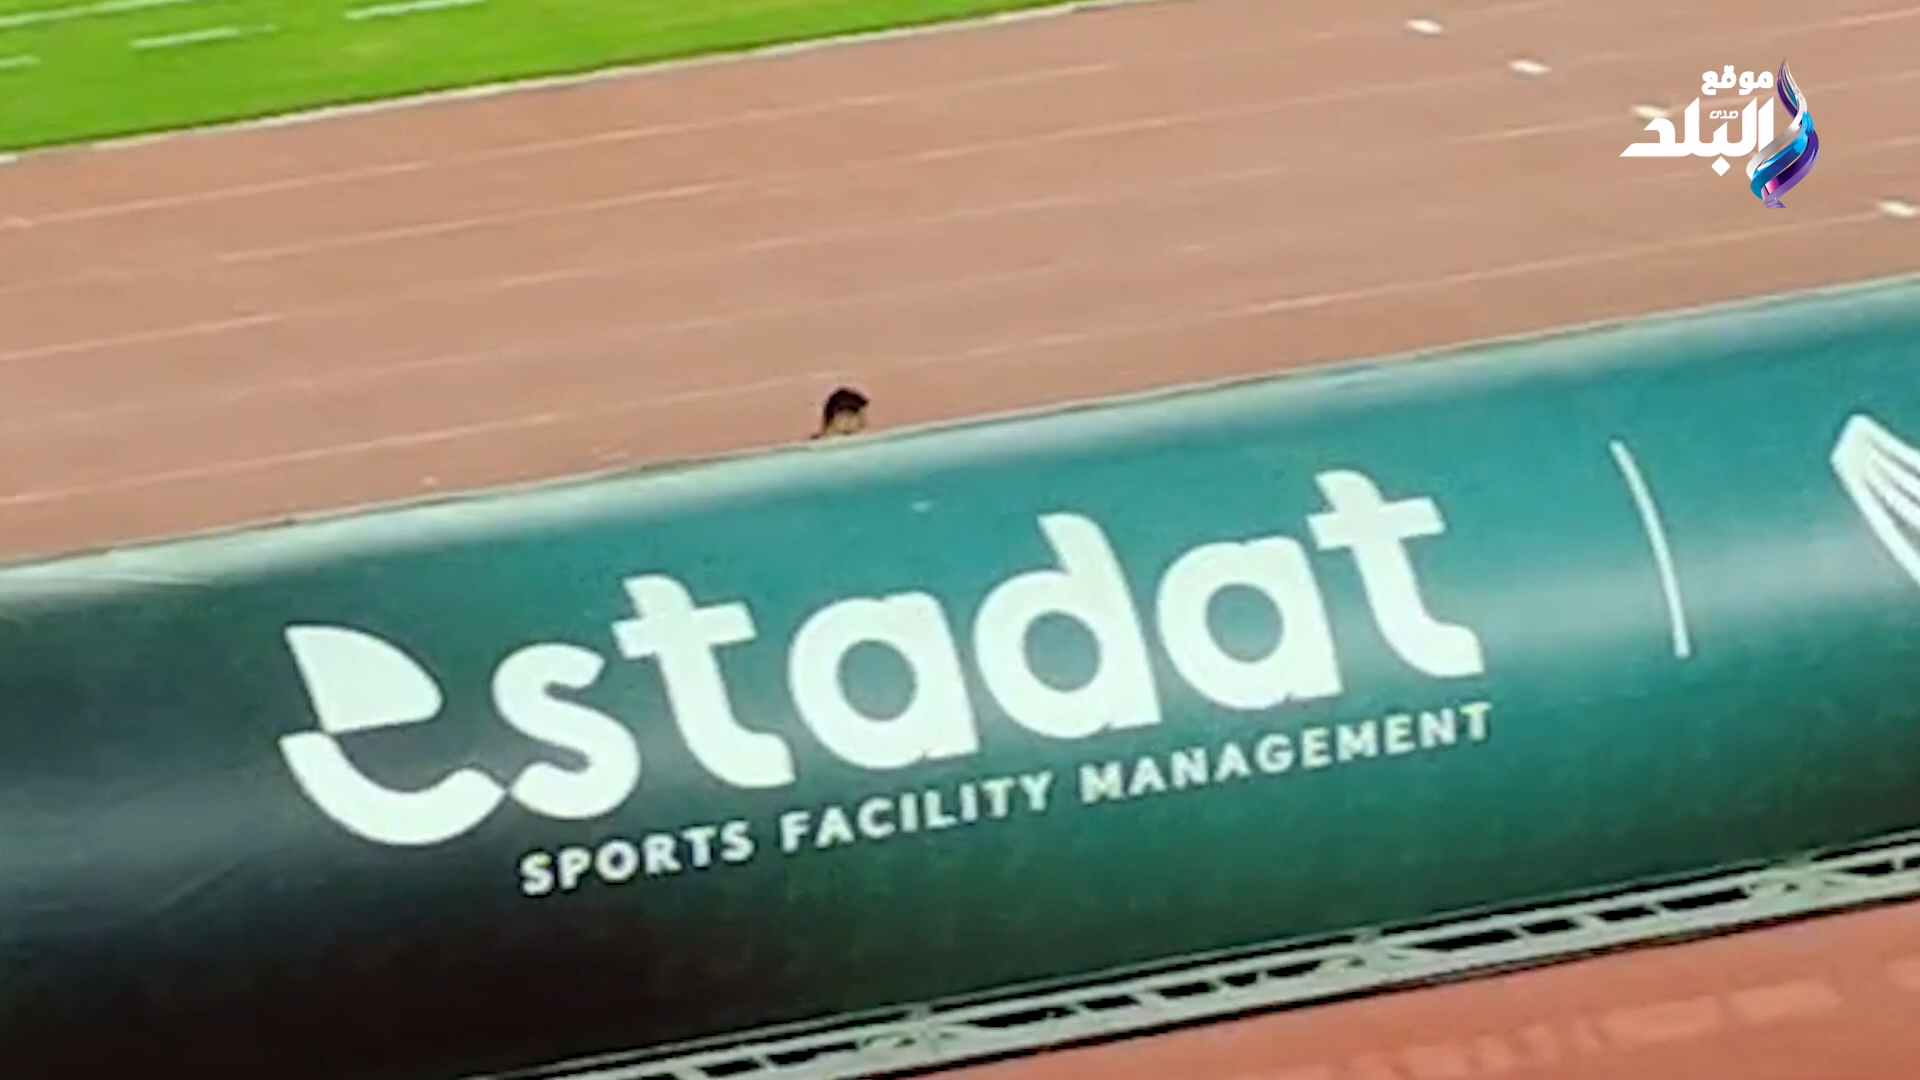 موقع
صدى
البلد
estadat
SPORTS FACILITY MANAGEMENT